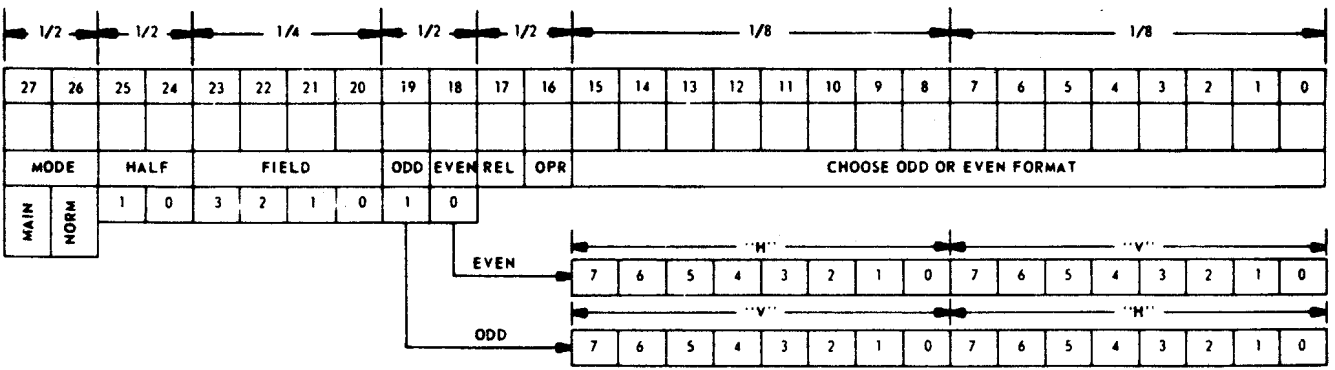 1/2 1/2 1/4 1/2 1/2 1/8 1/8
27 26 25 24 23 22 21 20 19 18 17 16 15 14 13 12 11 10 9 8 7 6 5 4 3 2 1 0
MODE HALF FIELD ODD EVEN REL OPR CHOOSE ODD OR EVEN FORMAT
MAIN NORM 1 0 3 2 1 0 1 0
"H" "V"
EVEN 7 6 5 4 3 2 1 0 7 6 5 4 3 2 1 0
"V" "H"
ODD 7 6 5 4 3 2 1 0 7 6 5 4 3 2 1 0